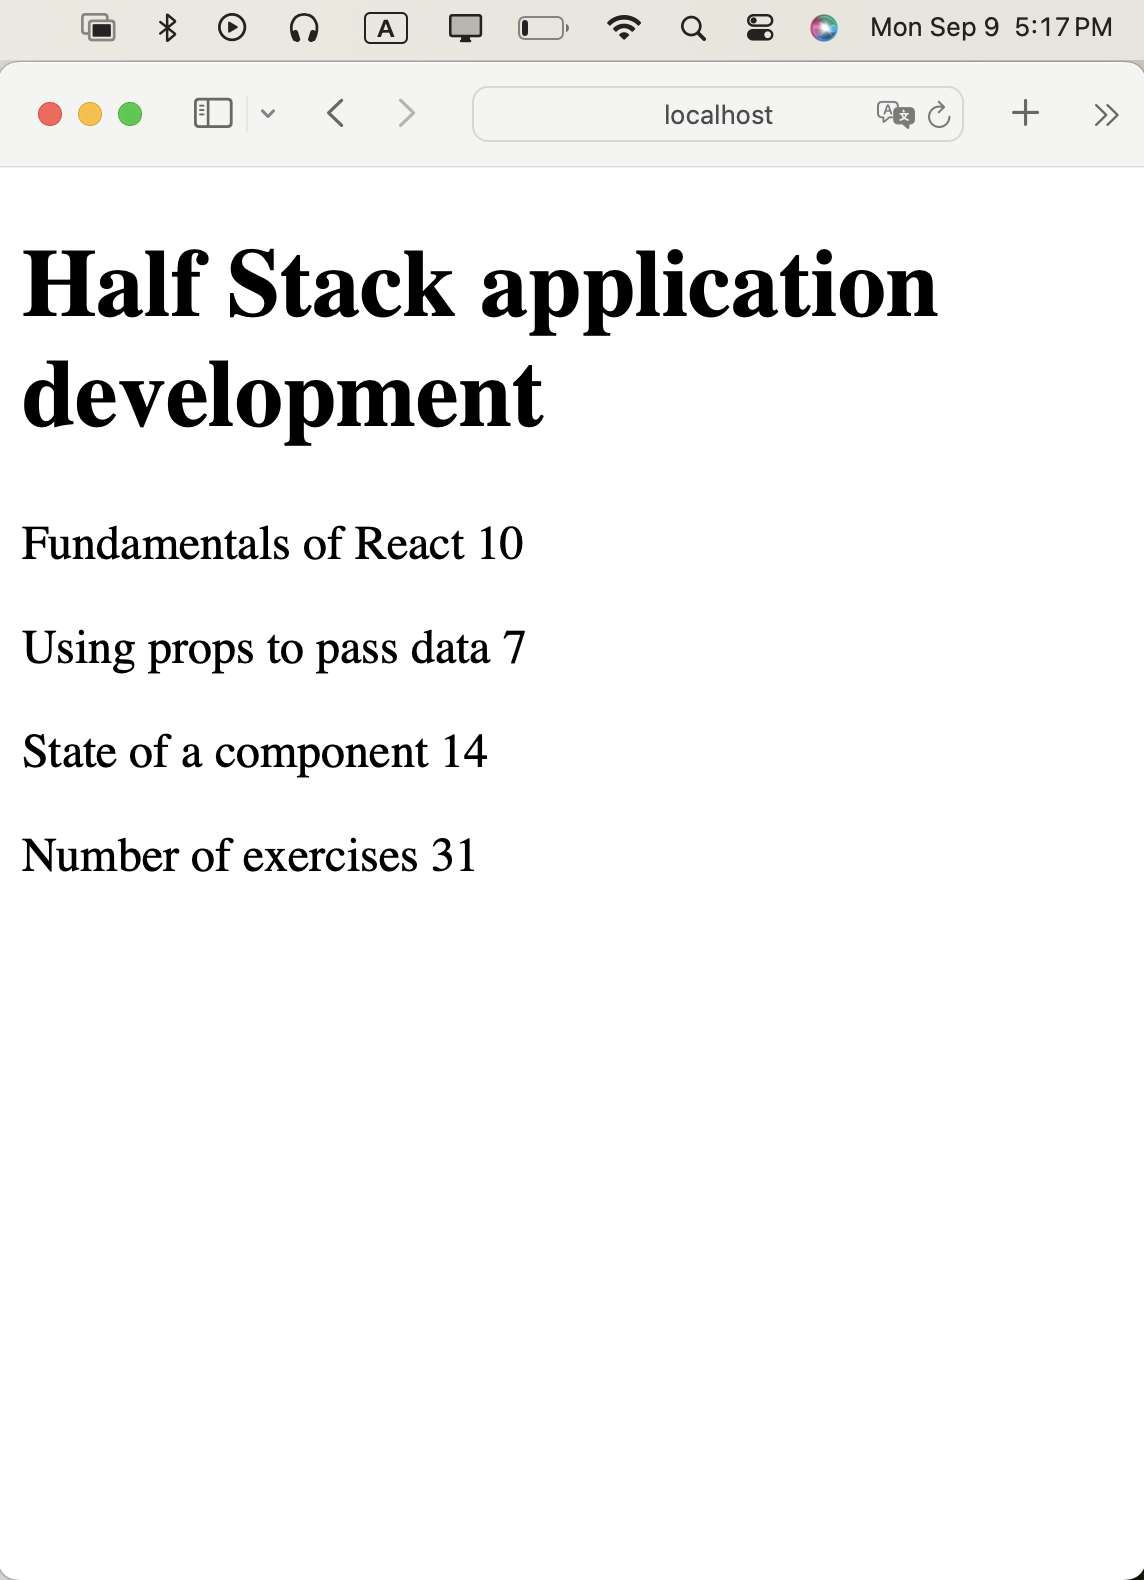 A
Mon Sep 9 5:17 PM
localhost
Half Stack application
development
Fundamentals of React 10
Using props to pass data 7
State of a component 14
Number of exercises 31